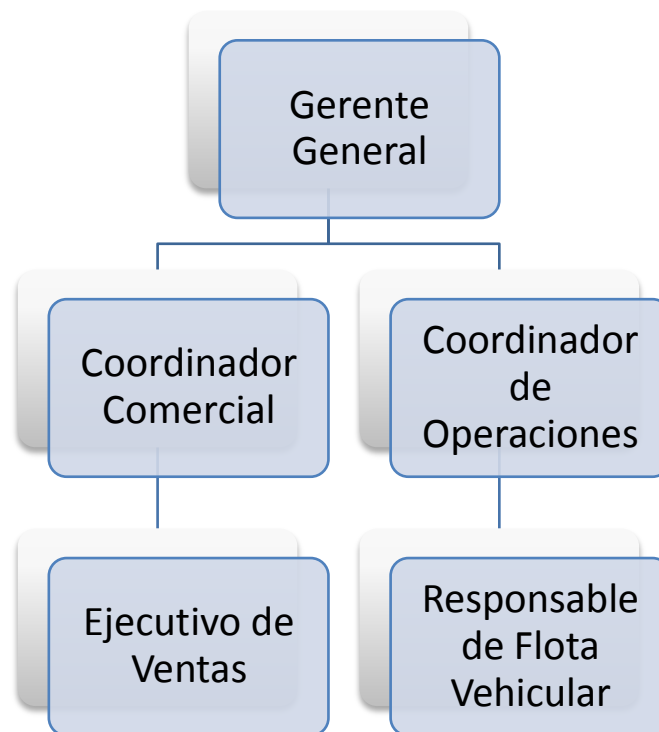 Gerente
General
Coordinador
Comercial
Coordinador
de
Operaciones
Ejecutivo de
Ventas
Responsable
de Flota
Vehicular